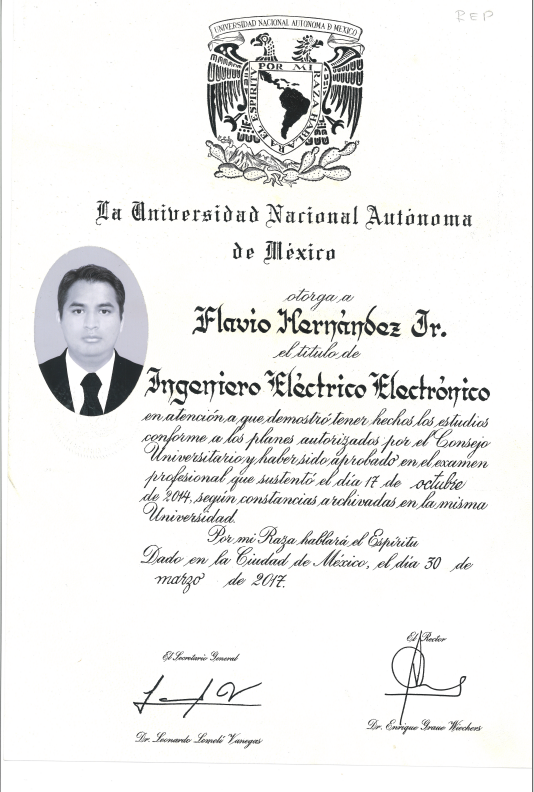 REP
UNIVERSIDAD NACIONAL AUTONOMA D MEXICO
POR MI RAZA HABLARA EL ESPIRITU
La Universidad Nacional Autónoma
de México
otorga a
Flavio Hernández Jr.
el título de
Ingeniero Eléctrico Electrónico
en atención a que demostró tener hechos los estudios
conforme a los planes autorizados por el Consejo
Universitario y haber sido aprobado en el examen
profesional que sustentó el día 17 de octubre
de 2014, según constancias archivadas en la misma
Universidad.
Por mi Raza hablará el Espíritu
Dado en la Ciudad de México, el día 30 de
marzo de 2017.
El Secretario General
El Rector
Dr. Leonardo Lomelí Vanegas
Dr. Enrique Graue Wiechers